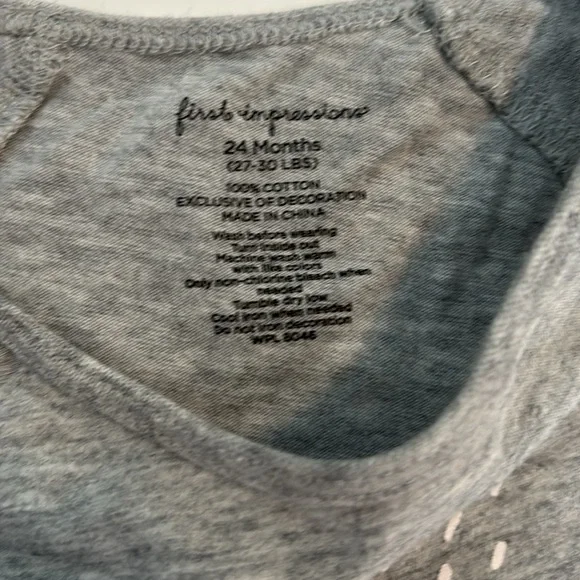 first impressions
24 Months
(27-30 LBS)
100% COTTON
EXCLUSIVE OF DECORATION
MADE IN CHINA
Wash before wearing
Turn inside out
Machine wash warm
with like colors
Only non-chlorine bleach when
needed
Tumble dry low
Cool iron when needed
Do not iron decoration
WPL 8046